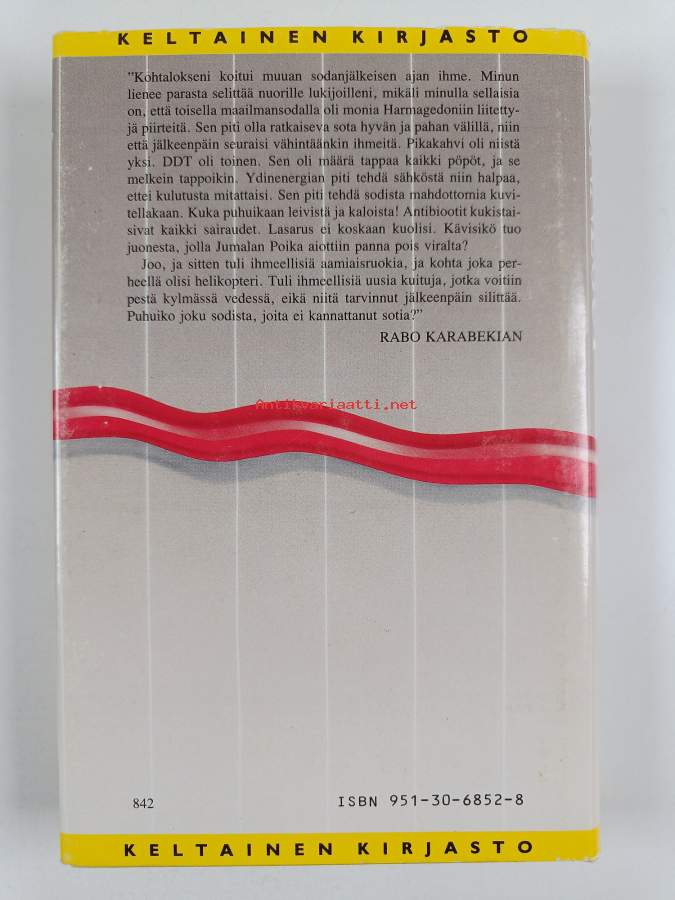 KELTAINEN KIRJASTO
"Kohtalokseni koitui muuan sodanjälkeisen ajan ihme. Minun
lienee parasta selittää nuorille lukijoilleni, mikäli minulla sellaisia
on, että toisella maailmansodalla oli monia Harmagedoniin liitetty-
jä piirteitä. Sen piti olla ratkaiseva sota hyvän ja pahan välillä, niin
että jälkeenpäin seuraisi vähintäänkin ihmeitä. Pikakahvi oli niistä
yksi. DDT oli toinen. Sen oli määrä tappaa kaikki pöpöt, ja se
melkein tappoikin. Ydinenergian piti tehdä sähköstä niin halpaa,
ettei kulutusta mitattaisi. Sen piti tehdä sodista mahdottomia kuvi-
tellakaan. Kuka puhuikaan leivistä ja kaloista! Antibiootit kukistai-
sivat kaikki sairaudet. Lasarus ei koskaan kuolisi. Kävisikö tuo
juonesta, jolla Jumalan Poika aiottiin panna pois viralta?
Joo, ja sitten tuli ihmeellisiä aamiaisruokia, ja kohta joka per-
heellä olisi helikopteri. Tuli ihmeellisiä uusia kuituja, jotka voitiin
pestä kylmässä vedessä, eikä niitä tarvinnut jälkeenpäin silittää.
Puhuiko joku sodista, joita ei kannattanut sotia?"
RABO KARABEKIAN
Antikvariaatti.net
842
ISBN 951-30-6852-8
KELTAINEN KIRJASTO